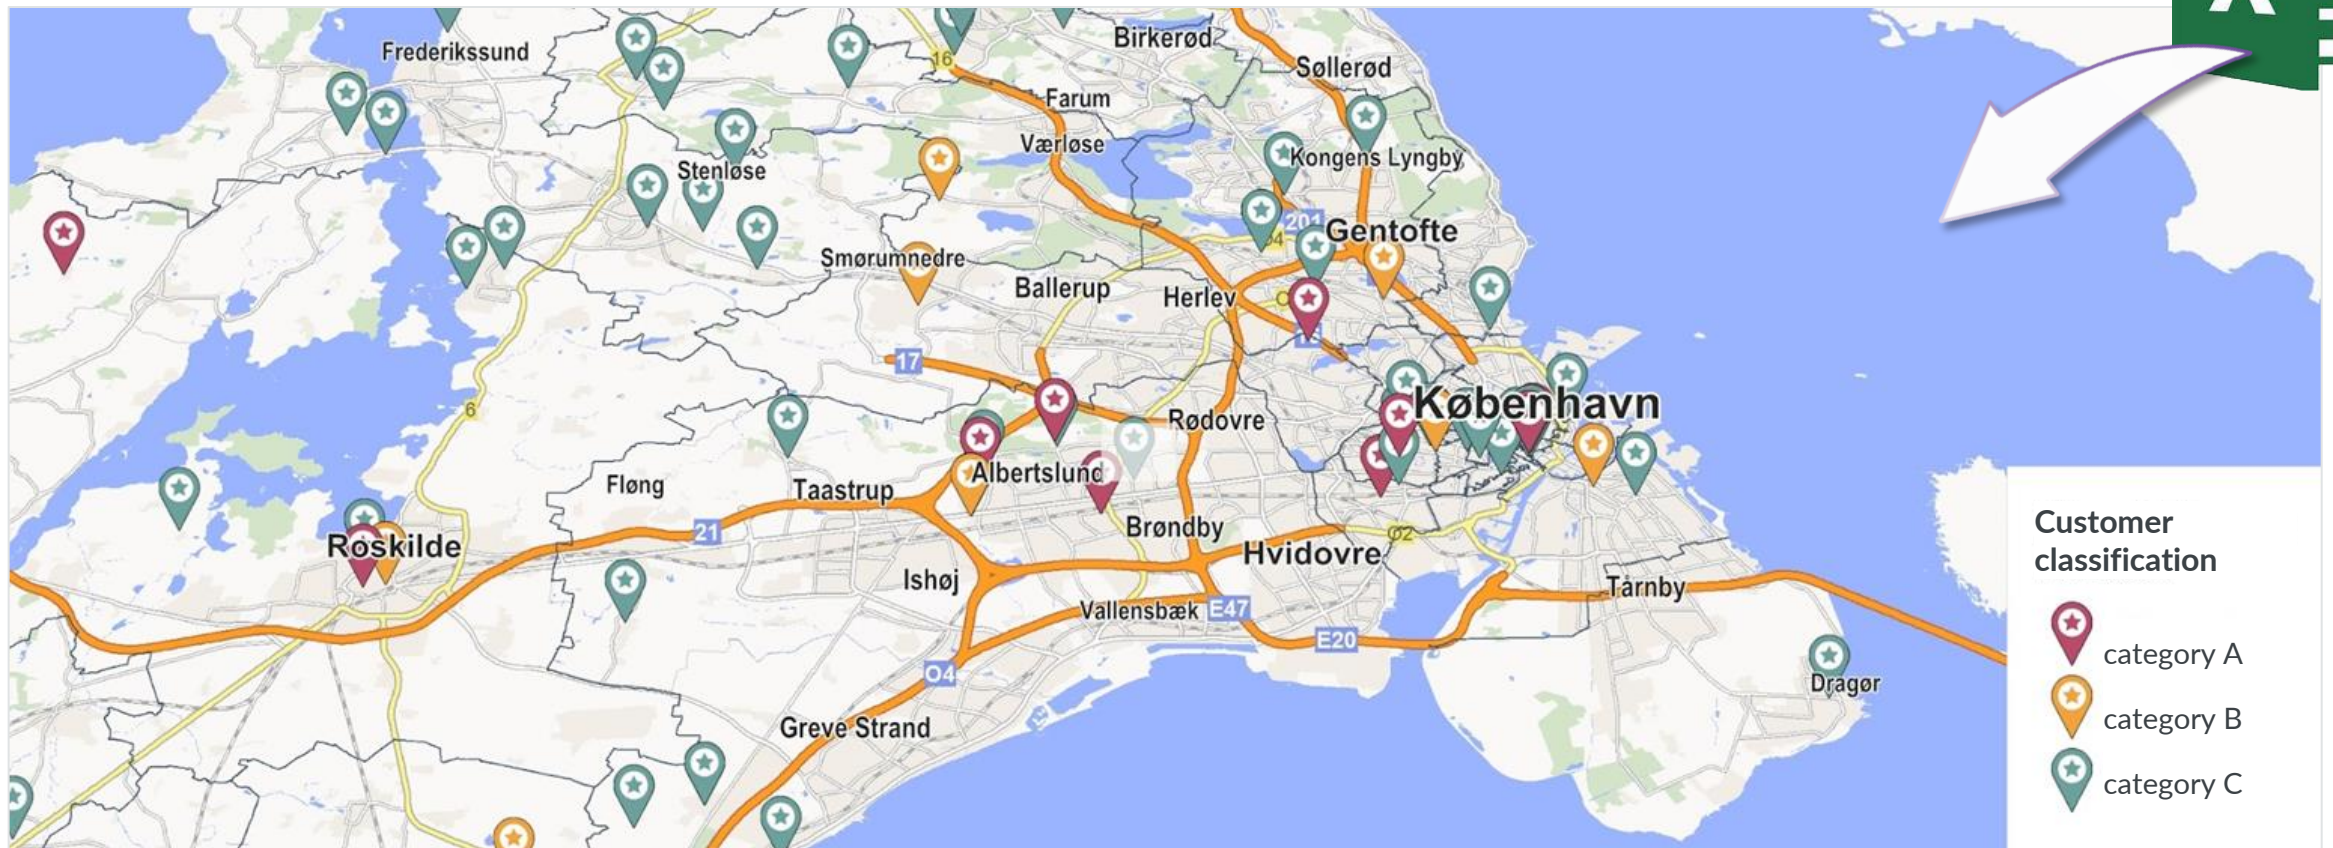 Frederikssund
Birkerød
16
Søllerød
Farum
Værløse
Kongens Lyngby
Stenløse
201
Gentofte
O4
Smørumnedre
Ballerup
Herlev
17
6
København
Rødovre
Albertslund
Fløng
Taastrup
21
Brøndby
Roskilde
Hvidovre
O2
Ishøj
Tårnby
Vallensbæk
E47
E20
O4
Dragør
Greve Strand
Customer
classification
category A
category B
category C